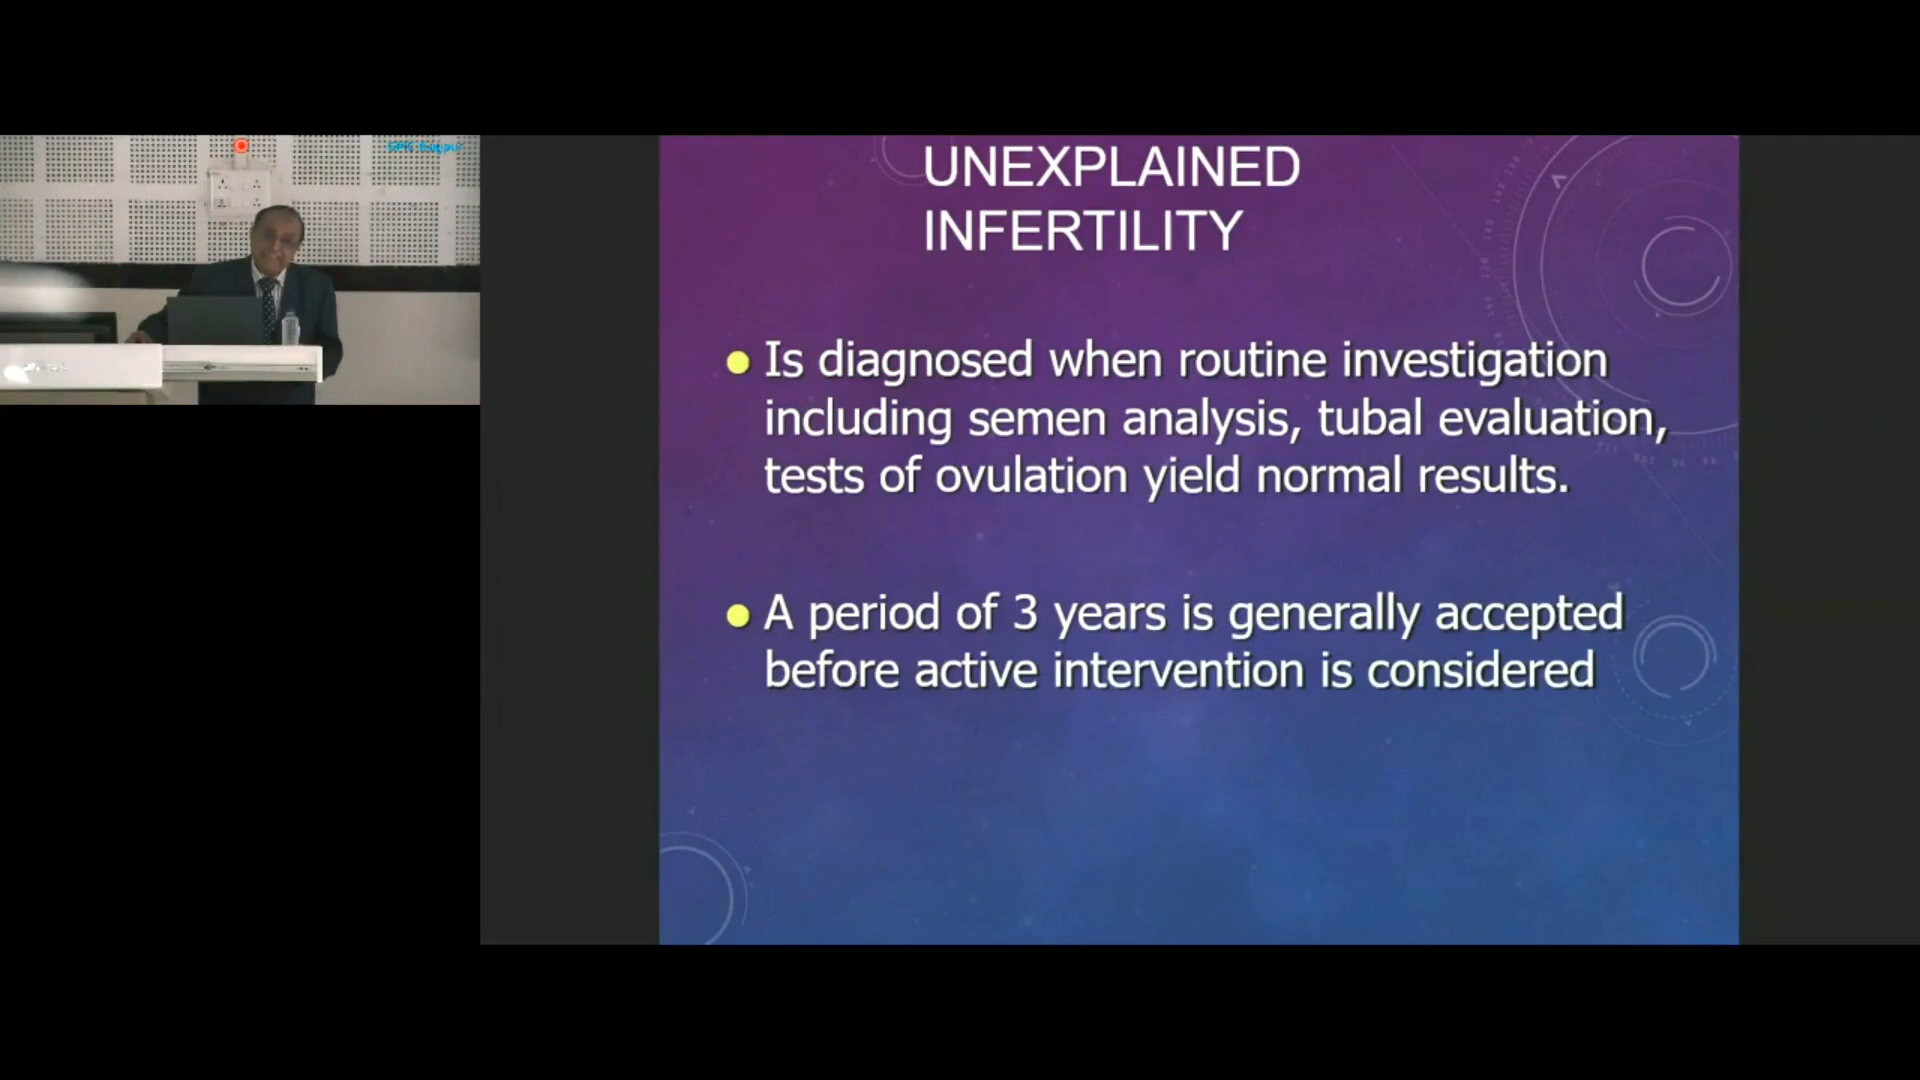 UNEXPLAINED
INFERTILITY
Is diagnosed when routine investigation
including semen analysis, tubal evaluation,
tests of ovulation yield normal results.
A period of 3 years is generally accepted
before active intervention is considered